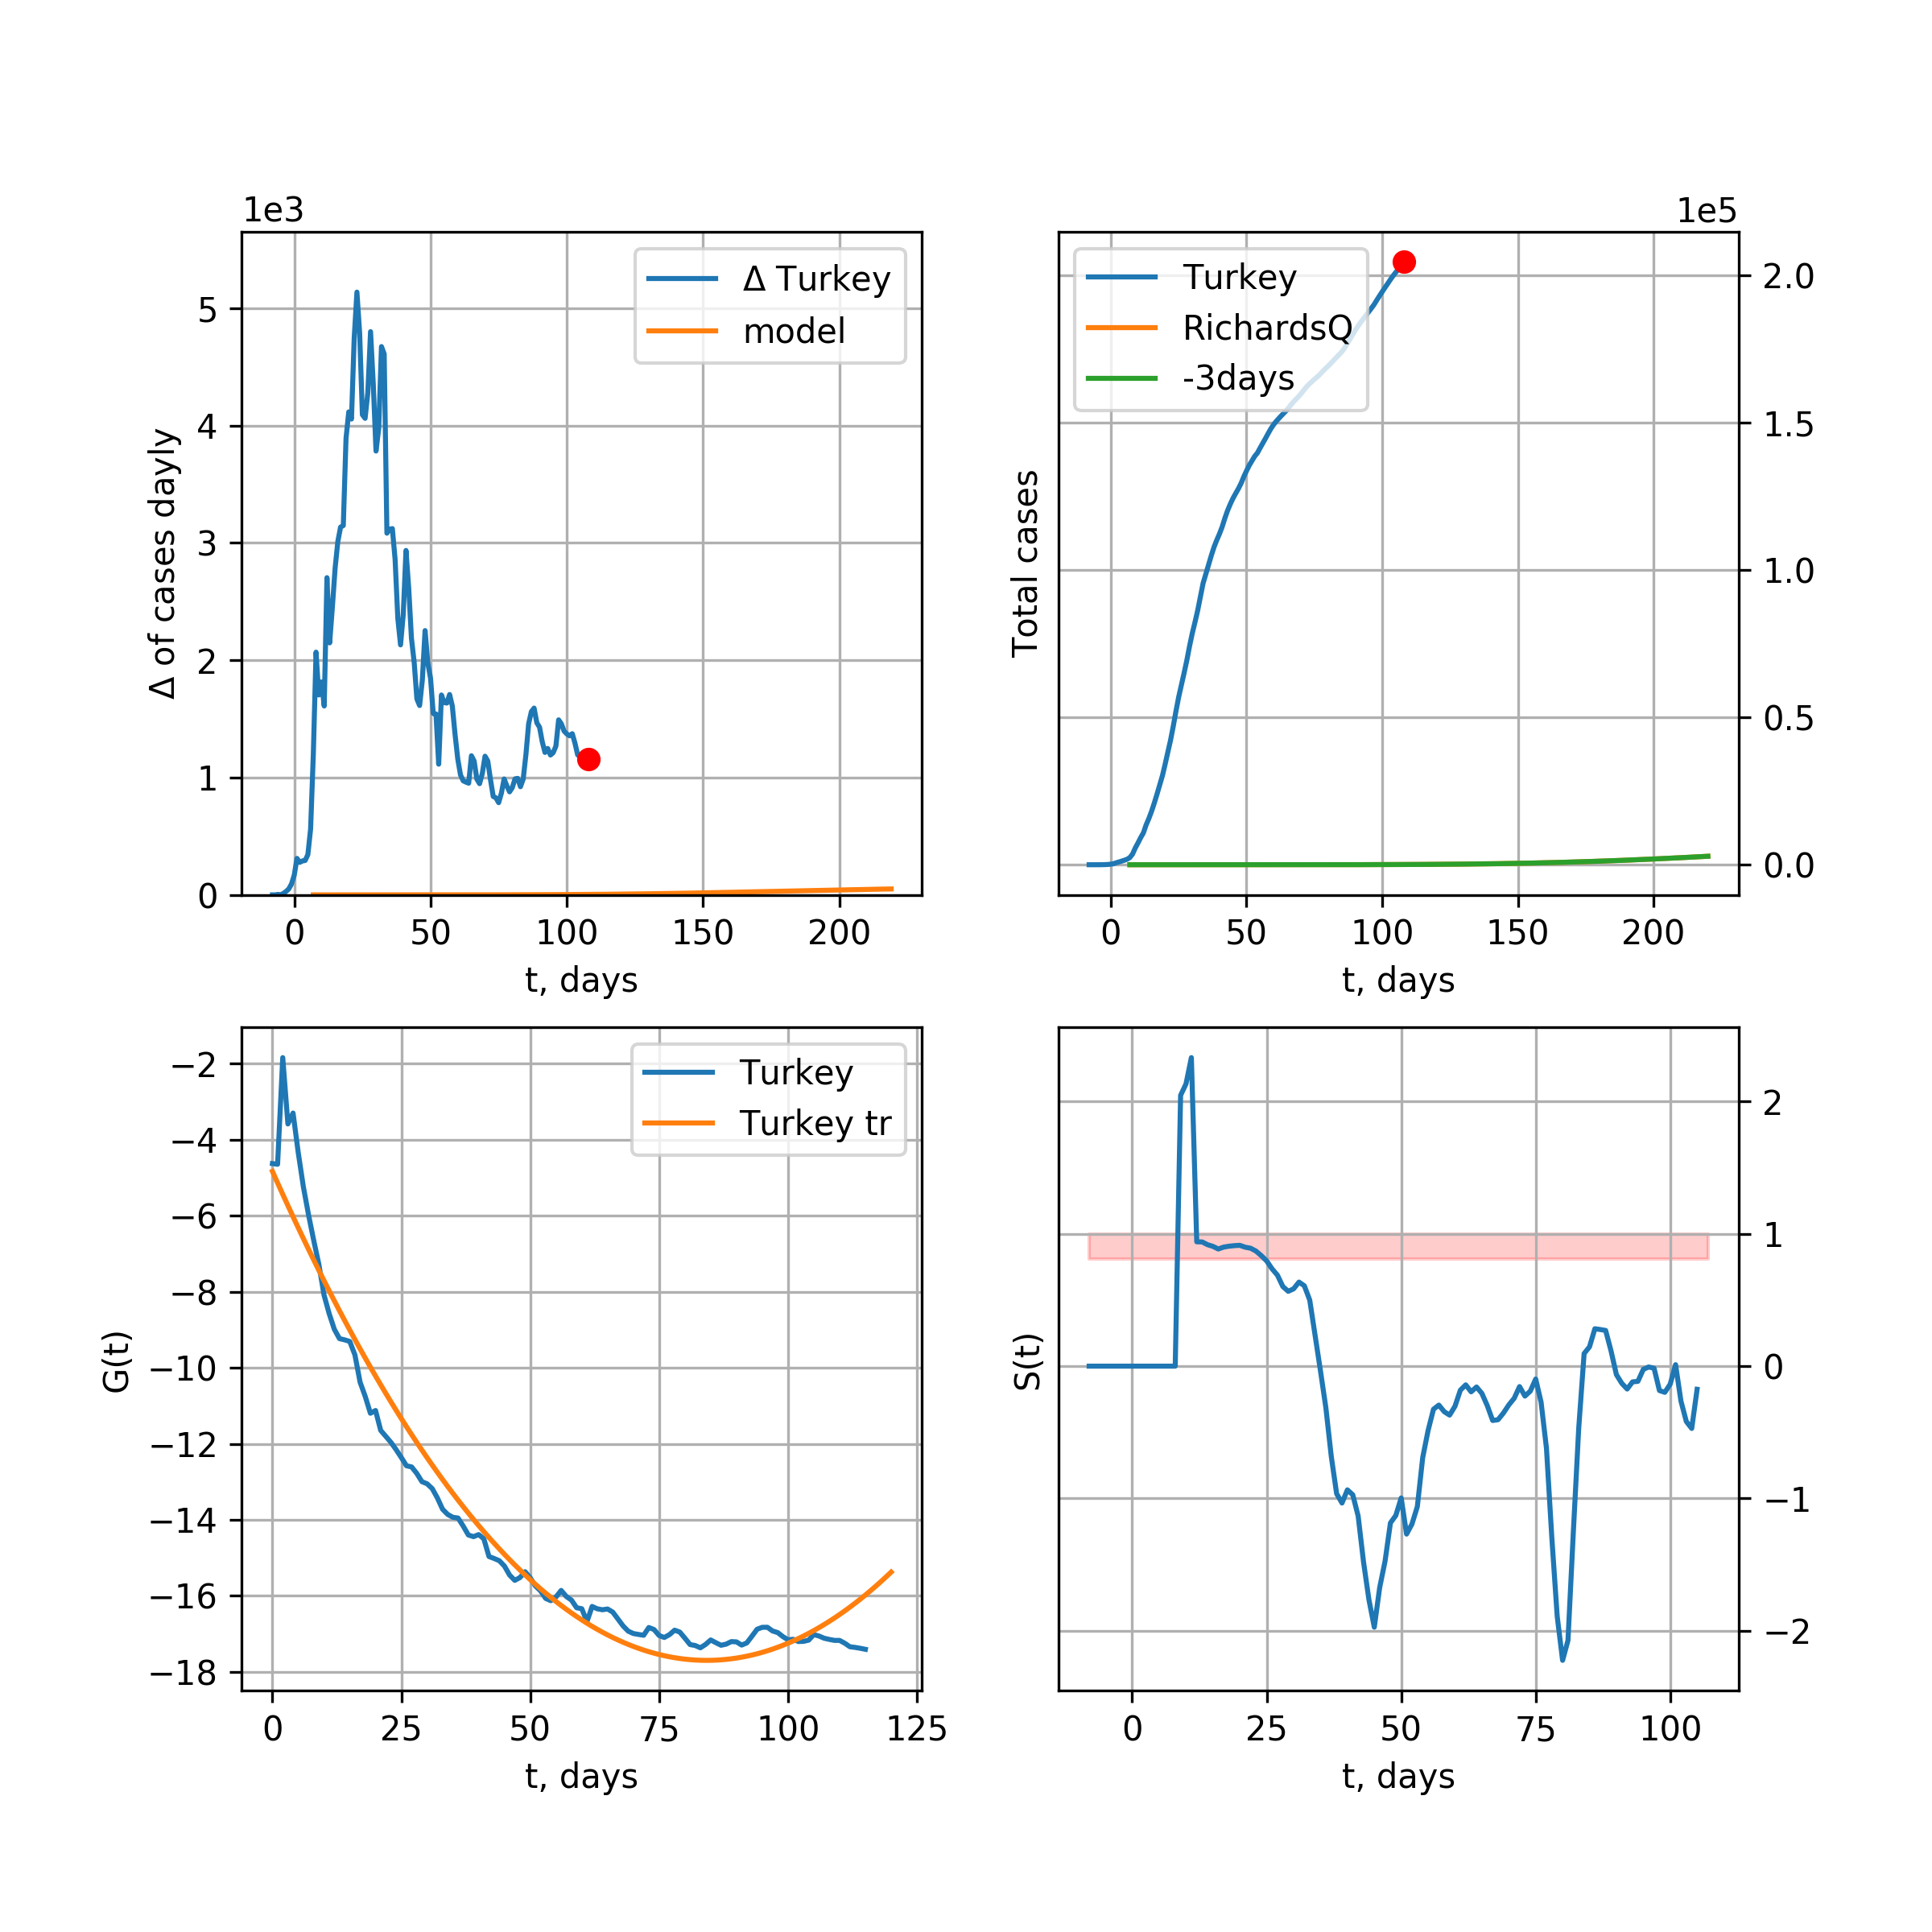 1e3
Δ of cases dayly
5
4
3
2
1
0
Δ Turkey
model
0
50
100
150
200
t, days
1e5
Total cases
Turkey
RichardsQ
-3days
2.0
1.5
1.0
0.5
0.0
0
50
100
150
200
t, days
G(t)
−2
−4
−6
−8
−10
−12
−14
−16
−18
Turkey
Turkey tr
0
25
50
75
100
125
t, days
S(t)
2
1
0
−1
−2
0
25
50
75
100
t, days